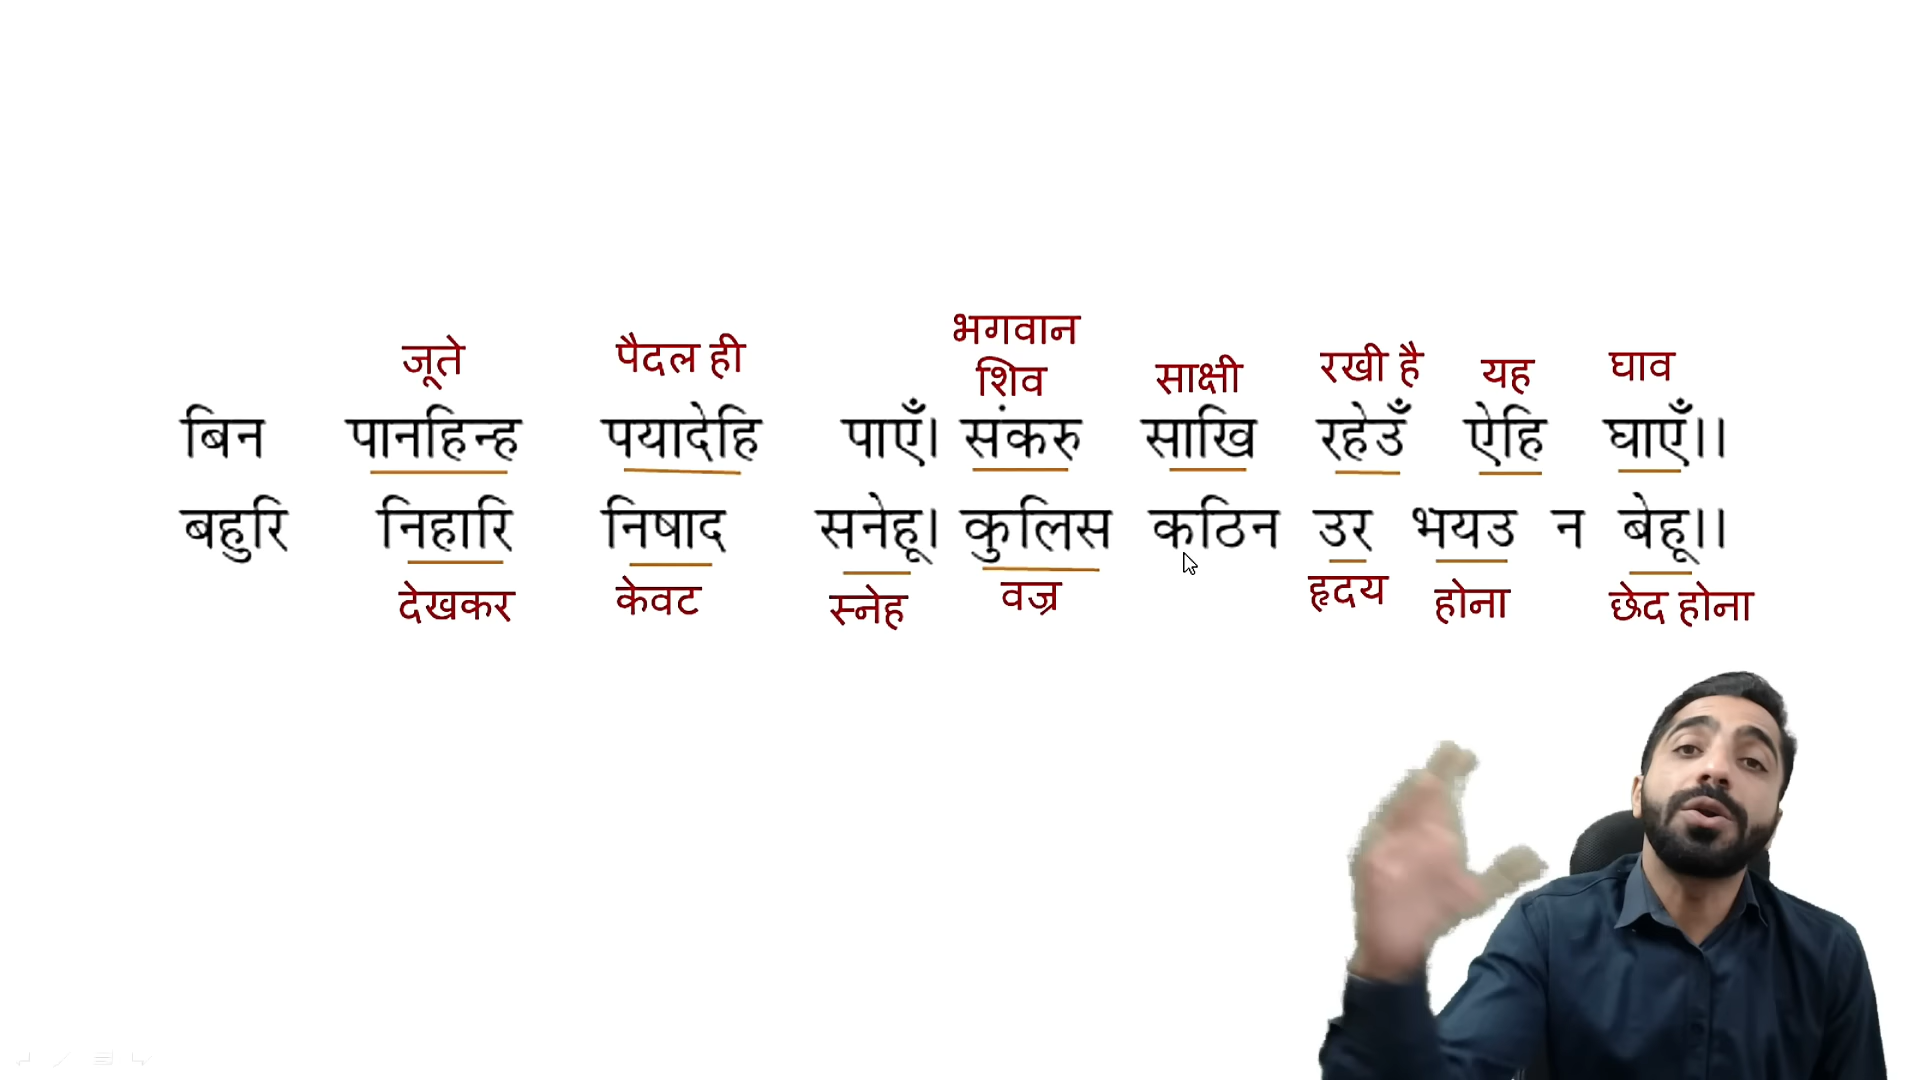 जूते पैदल ही भगवान शिव साक्षी रखी है यह घाव
बिन पानहिन्ह पयादेहि पाएँ। संकरु साखि रहेउँ ऐहि घाएँ।।
बहुरि निहारि निषाद सनेहू। कुलिस कठिन उर भयउ न बेहू।।
देखकर केवट स्नेह वज्र हृदय होना छेद होना